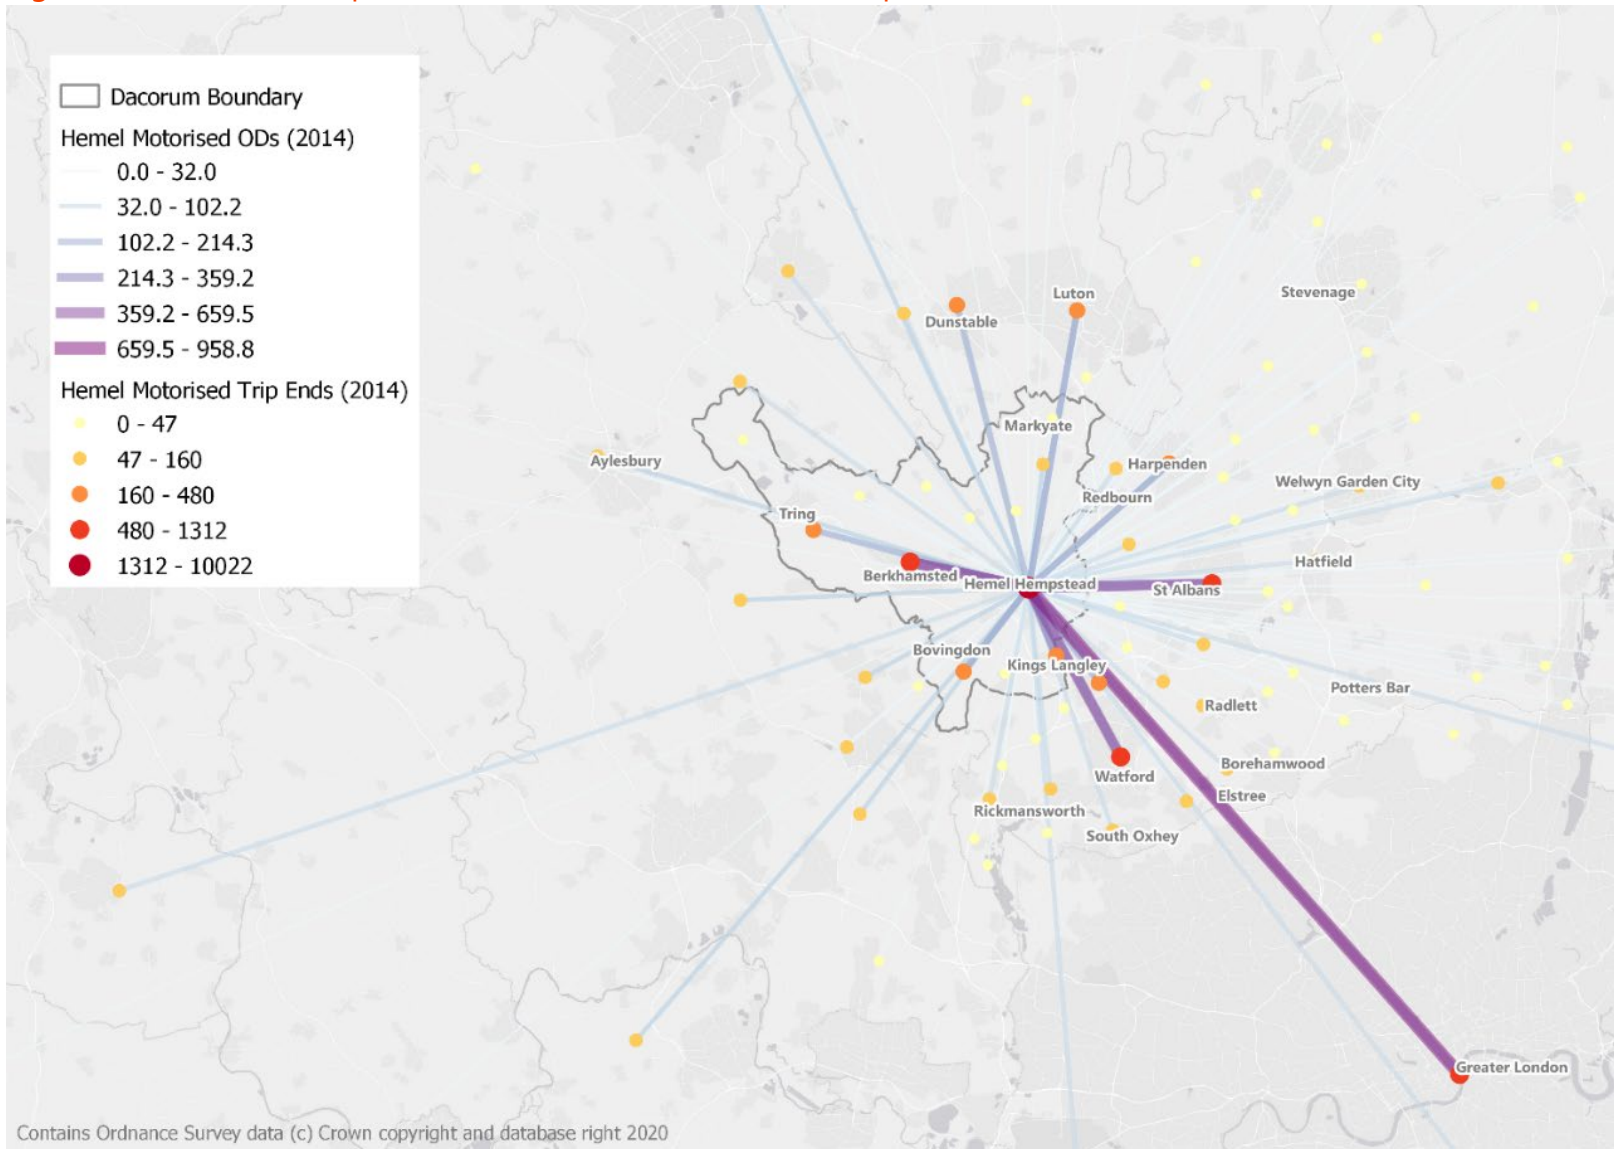 Dacorum Boundary
Hemel Motorised ODs (2014)
0.0 - 32.0
32.0 - 102.2
102.2 - 214.3
214.3 - 359.2
359.2 - 659.5
659.5 - 958.8
Hemel Motorised Trip Ends (2014)
0 - 47
47 - 160
160 - 480
480 - 1312
1312 - 10022
Luton
Stevenage
Dunstable
Markyate
Aylesbury
Harpenden
Welwyn Garden City
Redbourn
Tring
Hatfield
Berkhamsted
Hemel Hempstead
St Albans
Bovingdon
Kings Langley
Potters Bar
Radlett
Borehamwood
Watford
Elstree
Rickmansworth
South Oxhey
Greater London
Contains Ordnance Survey data (c) Crown copyright and database right 2020